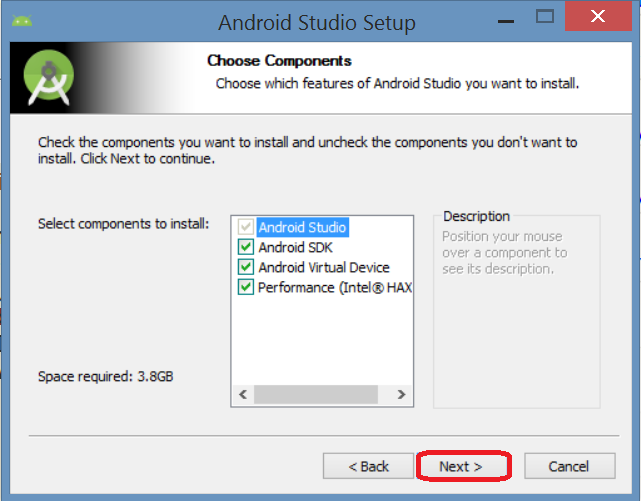 Android Studio Setup
Choose Components
Choose which features of Android Studio you want to install.
Check the components you want to install and uncheck the components you don't want to
install. Click Next to continue.
Select components to install:
Android Studio
Android SDK
Android Virtual Device
Performance (Intel® HAX
Description
Position your mouse
over a component to
see its description.
Space required: 3.8GB
< Back
Next >
Cancel